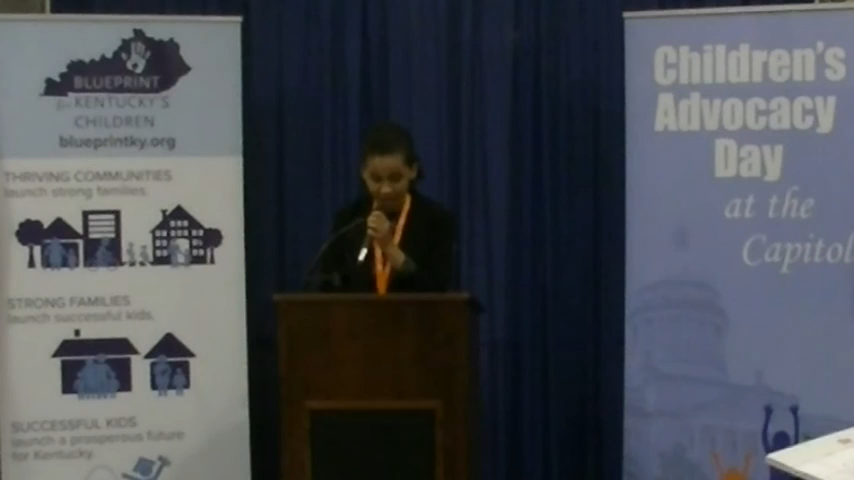 BLUEPRINT
for KENTUCKY'S
CHILDREN
blueprintky.org
THRIVING COMMUNITIES
launch strong families.
STRONG FAMILIES
launch successful kids.
SUCCESSFUL KIDS
launch a prosperous future
for Kentucky.
Children's
Advocacy
Day
at the
Capitol